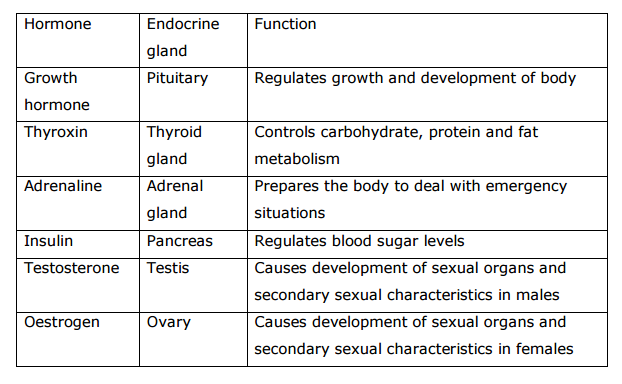 Hormone Endocrine Function
gland
Growth Pituitary Regulates growth and development of body
hormone
Thyroxin Thyroid Controls carbohydrate, protein and fat
gland metabolism
Adrenaline Adrenal Prepares the body to deal with emergency
gland situations
Insulin Pancreas Regulates blood sugar levels
Testosterone Testis Causes development of sexual organs and
secondary sexual characteristics in males
Oestrogen Ovary Causes development of sexual organs and
secondary sexual characteristics in females